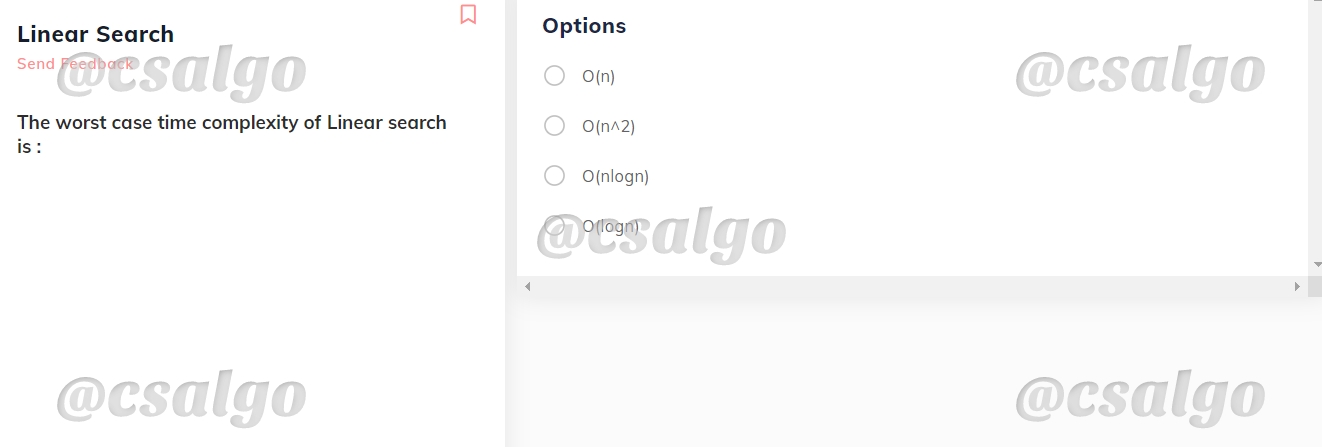 Linear Search
Send Feedback
@csalgo
The worst case time complexity of Linear search
is :
@csalgo
Options
O(n)
@csalgo
O(n^2)
O(nlogn)
O(logn)
@csalgo
@csalgo